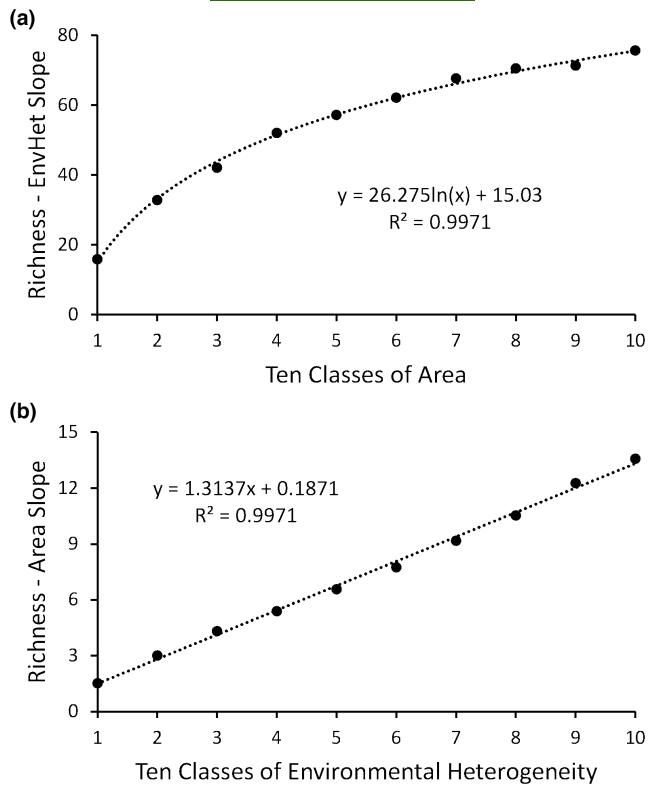 (a)
80
60
40
20
0
Richness - EnvHet Slope
y = 26.275ln(x) + 15.03
R² = 0.9971
1 2 3 4 5 6 7 8 9 10
Ten Classes of Area
(b)
15
12
9
6
3
0
Richness - Area Slope
y = 1.3137x + 0.1871
R² = 0.9971
1 2 3 4 5 6 7 8 9 10
Ten Classes of Environmental Heterogeneity